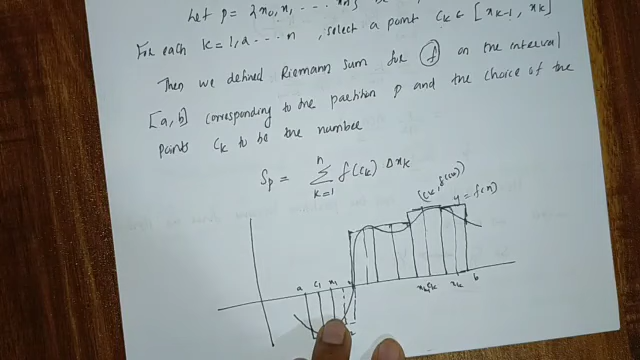 Let P = {x0, x1, ..... xn} be
For each k = 1, 2 .... n, select a point Ck ∈ [xk-1, xk]
Then we defined Riemann sum for f on the interval
[a, b] corresponding to the partition P and the choice of the
points Ck to be the number
Sp = Σ k=1 n f(ck) Δxk
(ck, f(ck))
y = f(x)
a c1 x1 ck xk b